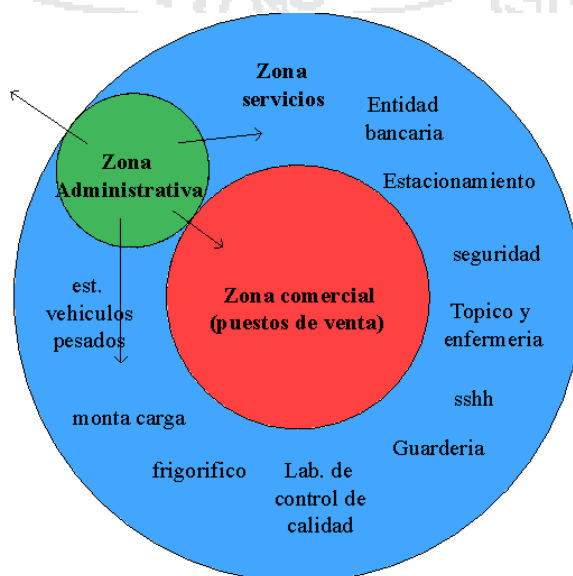 Zona
servicios
Entidad
bancaria
Zona
Administrativa
Estacionamiento
seguridad
est.
vehiculos
pesados
Zona comercial
(puestos de venta)
Topico y
enfermeria
sshh
monta carga
Guarderia
frigorifico
Lab. de
control de
calidad